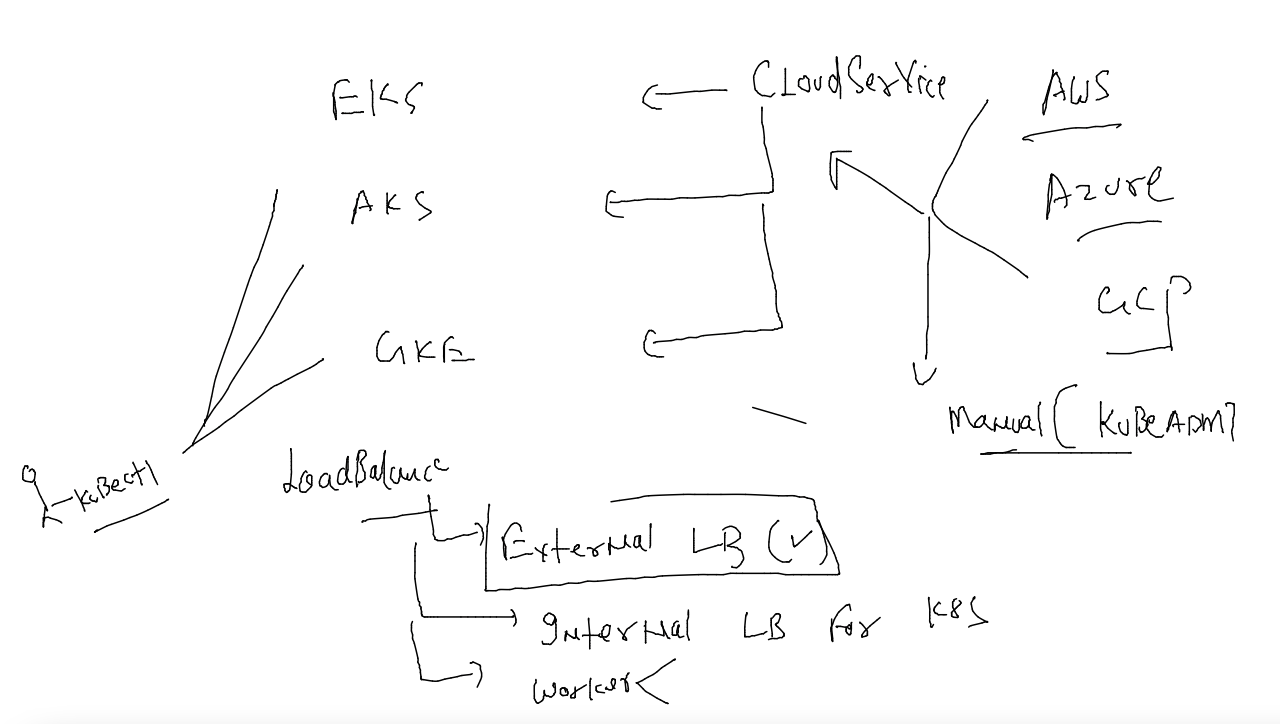 EKS
CLoudService
AWS
AKS
Azure
GKE
GCP
Manual ( KuBeADM)
LoadBalance
KuBectl
External LB (✓)
Internal LB For K8S
Worker <